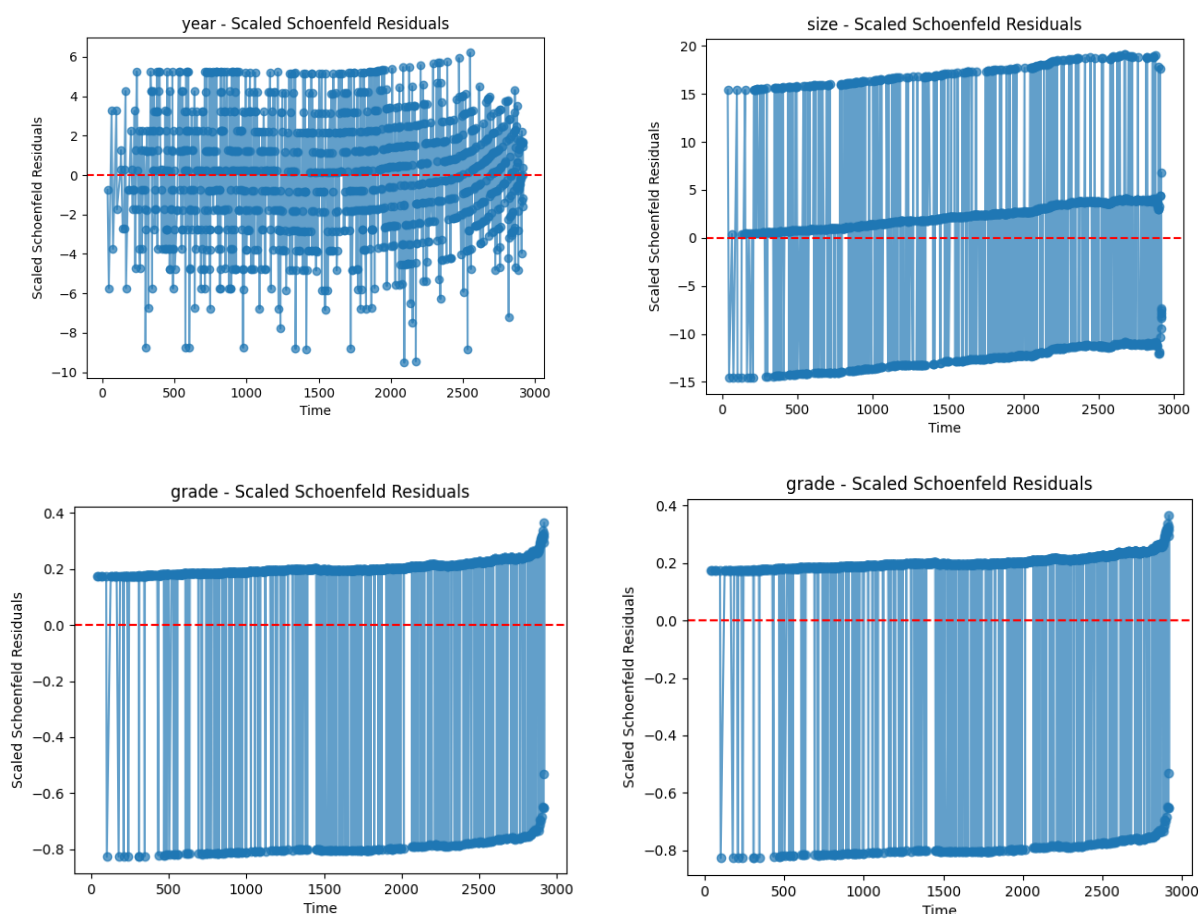 year - Scaled Schoenfeld Residuals
Scaled Schoenfeld Residuals
6
4
2
0
−2
−4
−6
−8
−10
0 500 1000 1500 2000 2500 3000
Time
size - Scaled Schoenfeld Residuals
Scaled Schoenfeld Residuals
20
15
10
5
0
−5
−10
−15
0 500 1000 1500 2000 2500 3000
Time
grade - Scaled Schoenfeld Residuals
Scaled Schoenfeld Residuals
0.4
0.2
0.0
−0.2
−0.4
−0.6
−0.8
0 500 1000 1500 2000 2500 3000
Time
grade - Scaled Schoenfeld Residuals
Scaled Schoenfeld Residuals
0.4
0.2
0.0
−0.2
−0.4
−0.6
−0.8
0 500 1000 1500 2000 2500 3000
Time